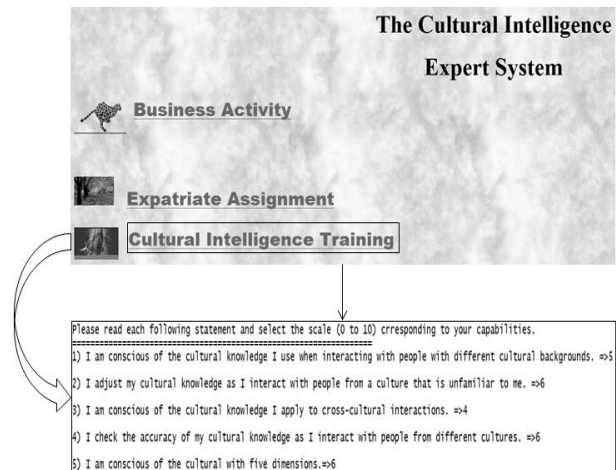 The Cultural Intelligence
Expert System
Business Activity
Expatriate Assignment
Cultural Intelligence Training
Please read each following statement and select the scale (0 to 10) crresponding to your capabilities.
==================================================
1) I am conscious of the cultural knowledge I use when interacting with people with different cultural backgrounds. =>5
2) I adjust my cultural knowledge as I interact with people from a culture that is unfamiliar to me. =>6
3) I am conscious of the cultural knowledge I apply to cross-cultural interactions. =>4
4) I check the accuracy of my cultural knowledge as I interact with people from different cultures. =>6
5) I am conscious of the cultural with five dimensions.=>6